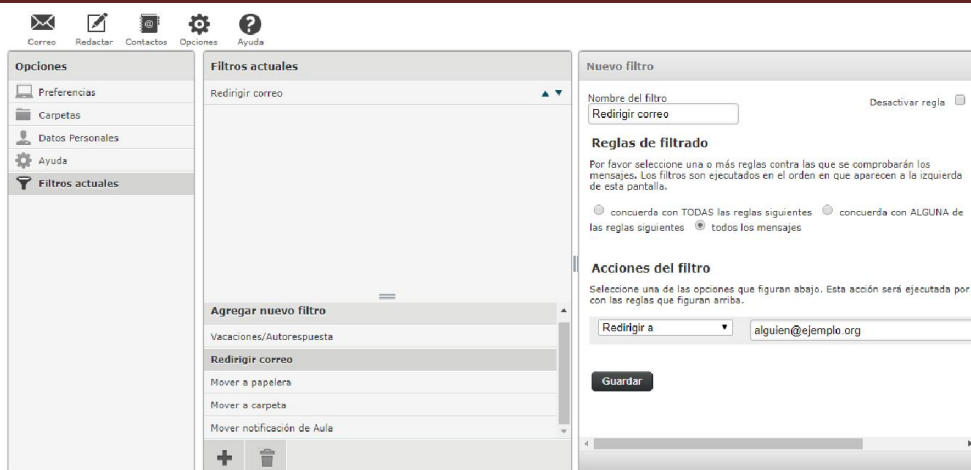 Correo Redactar Contactos Opciones Ayuda
Opciones
Preferencias
Carpetas
Datos Personales
Ayuda
Filtros actuales
Filtros actuales
Redirigir correo
Agregar nuevo filtro
Vacaciones/Autorespuesta
Redirigir correo
Mover a papelera
Mover a carpeta
Mover notificación de Aula
Nuevo filtro
Nombre del filtro
Desactivar regla
Redirigir correo
Reglas de filtrado
Por favor seleccione una o más reglas contra las que se comprobarán los
mensajes. Los filtros son ejecutados en el orden en que aparecen a la izquierda
de esta pantalla.
concuerda con TODAS las reglas siguientes concuerda con ALGUNA de
las reglas siguientes todos los mensajes
Acciones del filtro
Seleccione una de las opciones que figuran abajo. Esta acción será ejecutada por
con las reglas que figuran arriba.
Redirigir a alguien@ejemplo.org
Guardar